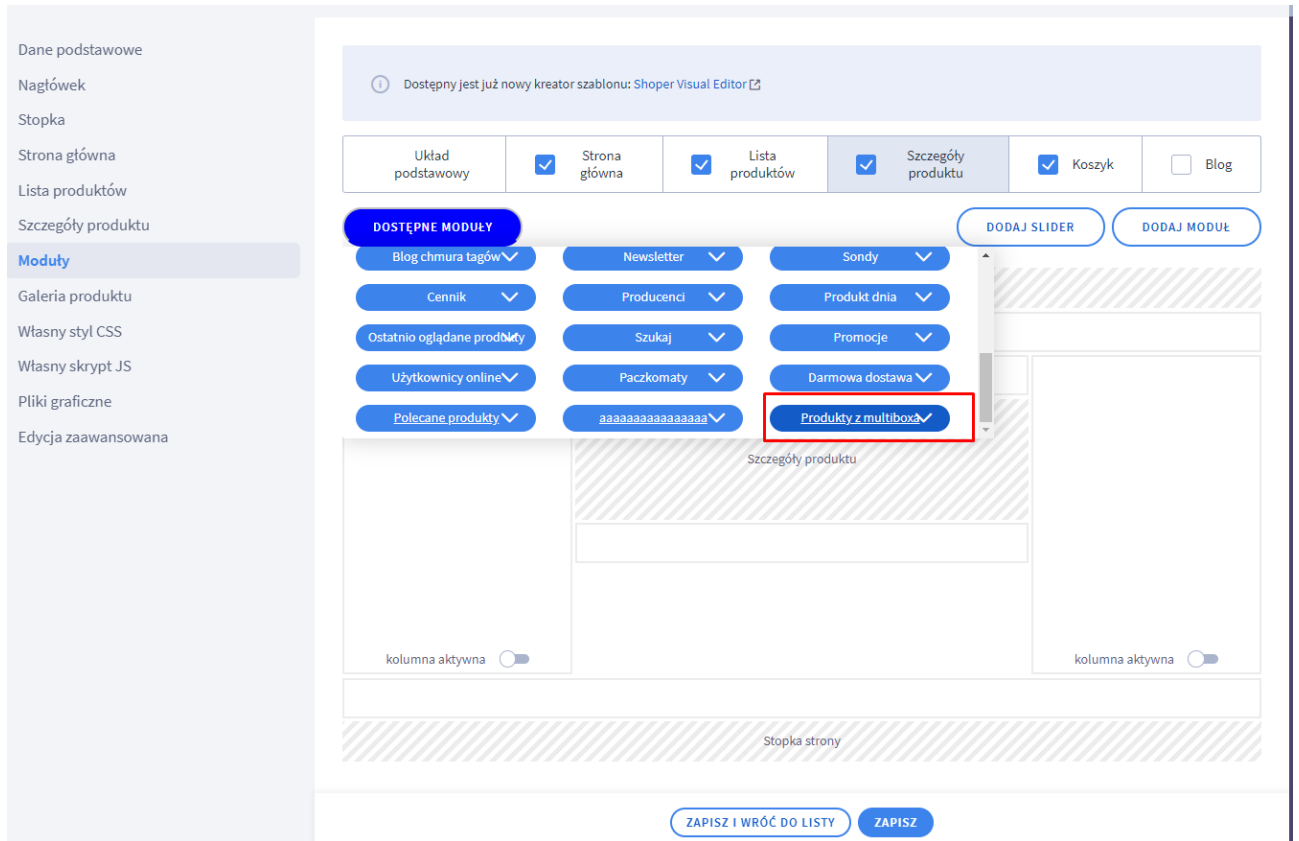 Dane podstawowe
Nagłówek
Stopka
Strona główna
Lista produktów
Szczegóły produktu
Moduły
Galeria produktu
Własny styl CSS
Własny skrypt JS
Pliki graficzne
Edycja zaawansowana
Dostępny jest już nowy kreator szablonu: Shoper Visual Editor
Układ
podstawowy
Strona
główna
Lista
produktów
Szczegóły
produktu
Koszyk
Blog
DOSTĘPNE MODUŁY
DODAJ SLIDER
DODAJ MODUŁ
Blog chmura tagów
Newsletter
Sondy
Cennik
Producenci
Produkt dnia
Ostatnio oglądane produkty
Szukaj
Promocje
Użytkownicy online
Paczkomaty
Darmowa dostawa
Polecane produkty
aaaaaaaaaaaaaaaa
Produkty z multiboxa
Szczegóły produktu
kolumna aktywna
kolumna aktywna
Stopka strony
ZAPISZ I WRÓĆ DO LISTY
ZAPISZ